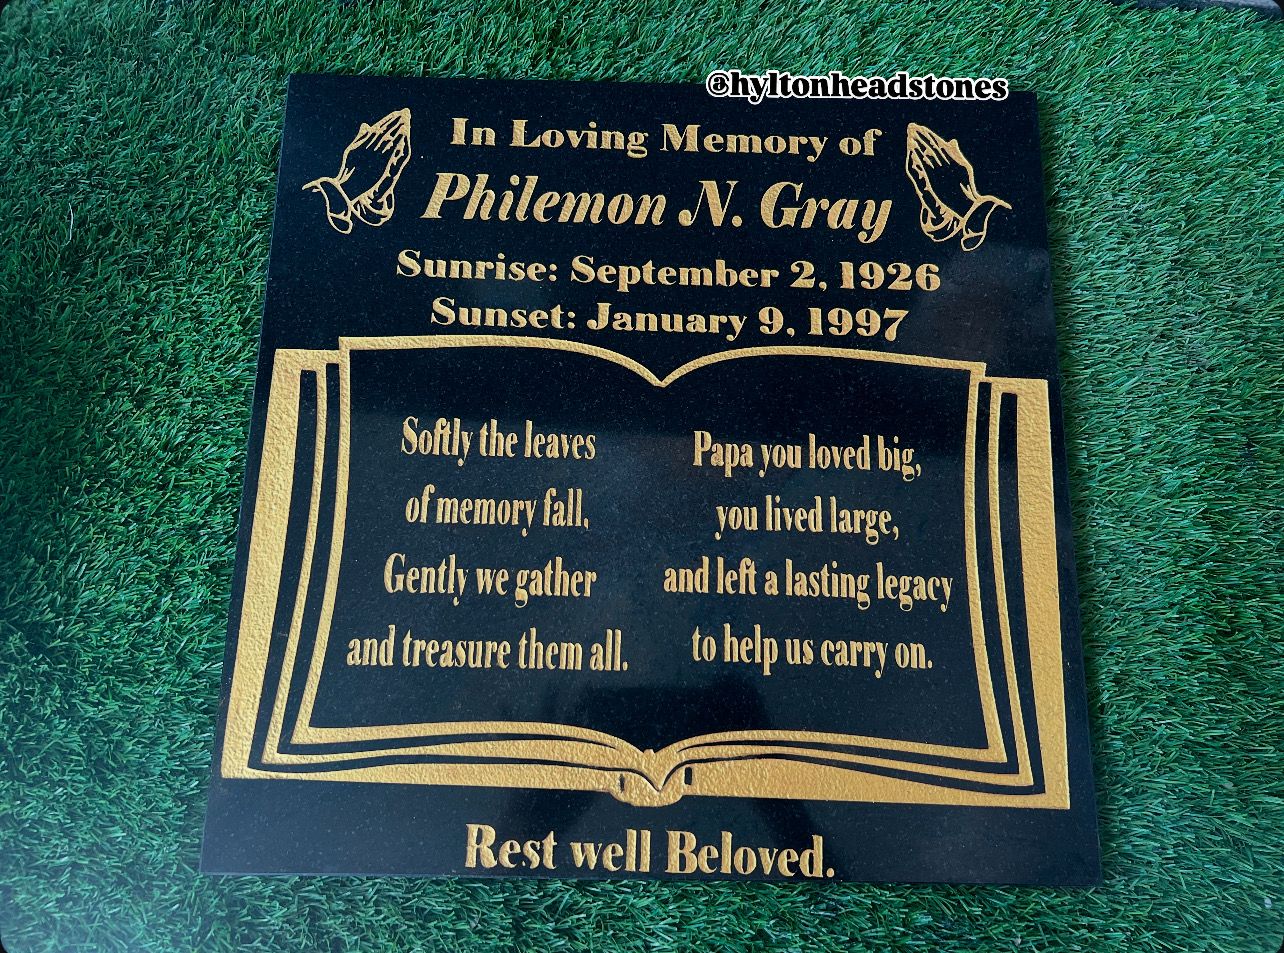 @hyltonheadstones
In Loving Memory of
Philemon N. Gray
Sunrise: September 2, 1926
Sunset: January 9, 1997
Softly the leaves
of memory fall,
Gently we gather
and treasure them all.
Papa you loved big,
you lived large,
and left a lasting legacy
to help us carry on.
Rest well Beloved.